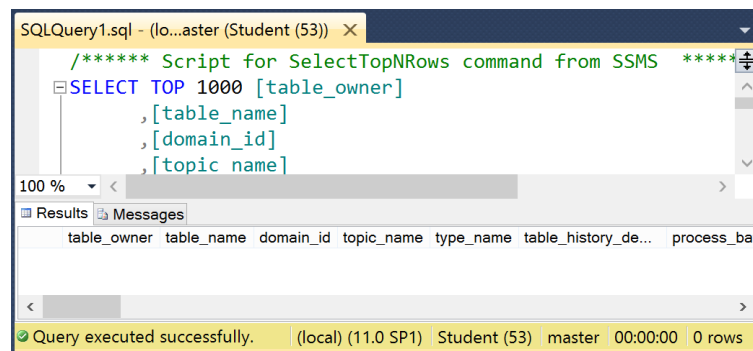 SQLQuery1.sql - (lo...aster (Student (53))
/****** Script for SelectTopNRows command from SSMS *****
SELECT TOP 1000 [table_owner]
,[table_name]
,[domain_id]
,[topic_name]
100 %
Results Messages
table_owner table_name domain_id topic_name type_name table_history_de... process_ba
Query executed successfully. (local) (11.0 SP1) Student (53) master 00:00:00 0 rows